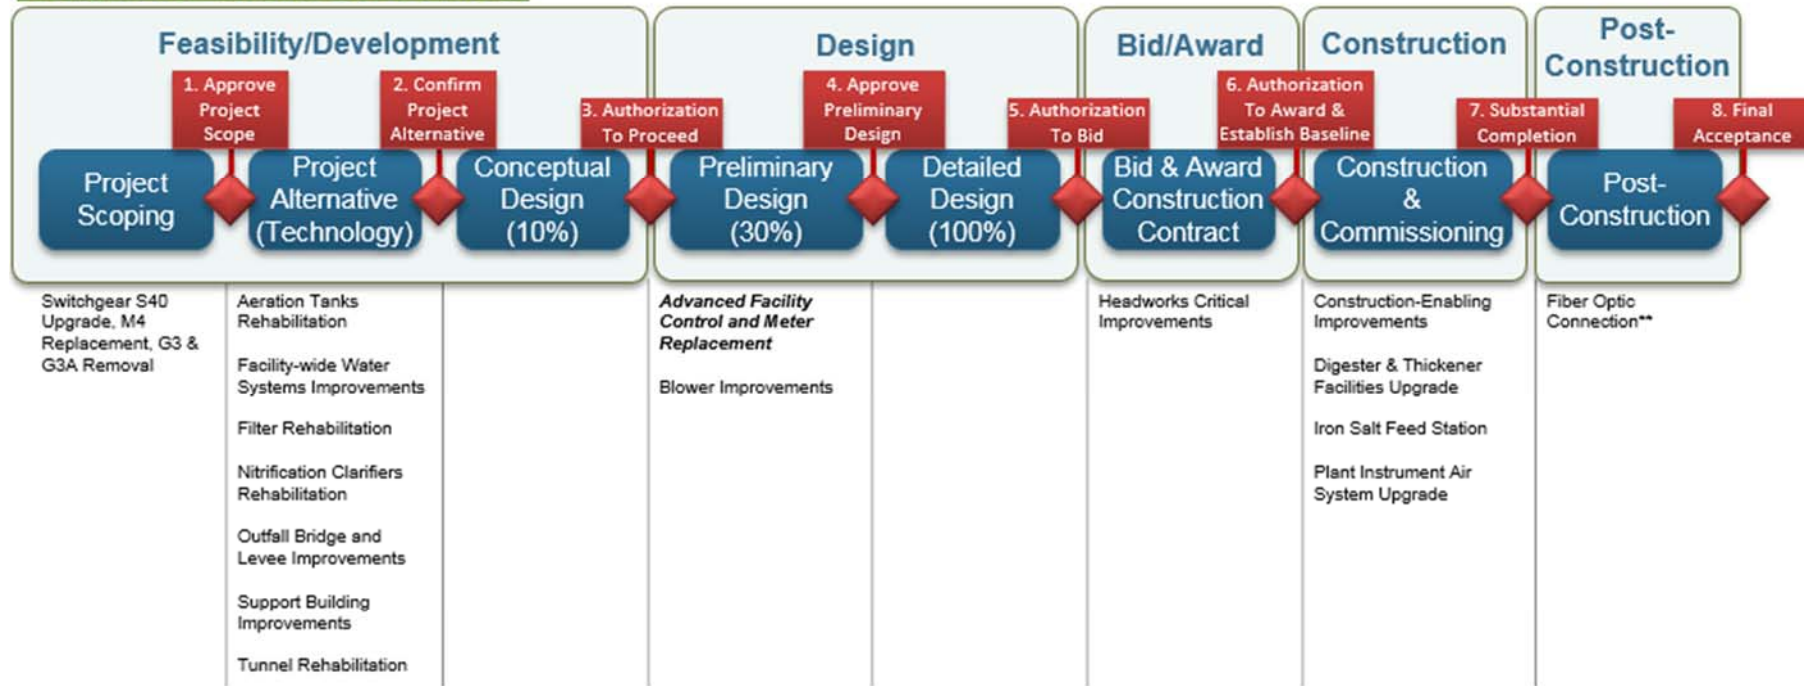 Feasibility/Development
Design
Bid/Award
Construction
Post-
Construction
1. Approve
Project
Scope
2. Confirm
Project
Alternative
3. Authorization
To Proceed
4. Approve
Preliminary
Design
5. Authorization
To Bid
6. Authorization
To Award &
Establish Baseline
7. Substantial
Completion
8. Final
Acceptance
Project
Scoping
Project
Alternative
(Technology)
Conceptual
Design
(10%)
Preliminary
Design
(30%)
Detailed
Design
(100%)
Bid & Award
Construction
Contract
Construction
&
Commissioning
Post-
Construction
Switchgear S40
Upgrade, M4
Replacement, G3 &
G3A Removal
Aeration Tanks
Rehabilitation
Facility-wide Water
Systems Improvements
Filter Rehabilitation
Nitrification Clarifiers
Rehabilitation
Outfall Bridge and
Levee Improvements
Support Building
Improvements
Tunnel Rehabilitation
Advanced Facility
Control and Meter
Replacement
Blower Improvements
Headworks Critical
Improvements
Construction-Enabling
Improvements
Digester & Thickener
Facilities Upgrade
Iron Salt Feed Station
Plant Instrument Air
System Upgrade
Fiber Optic
Connection**